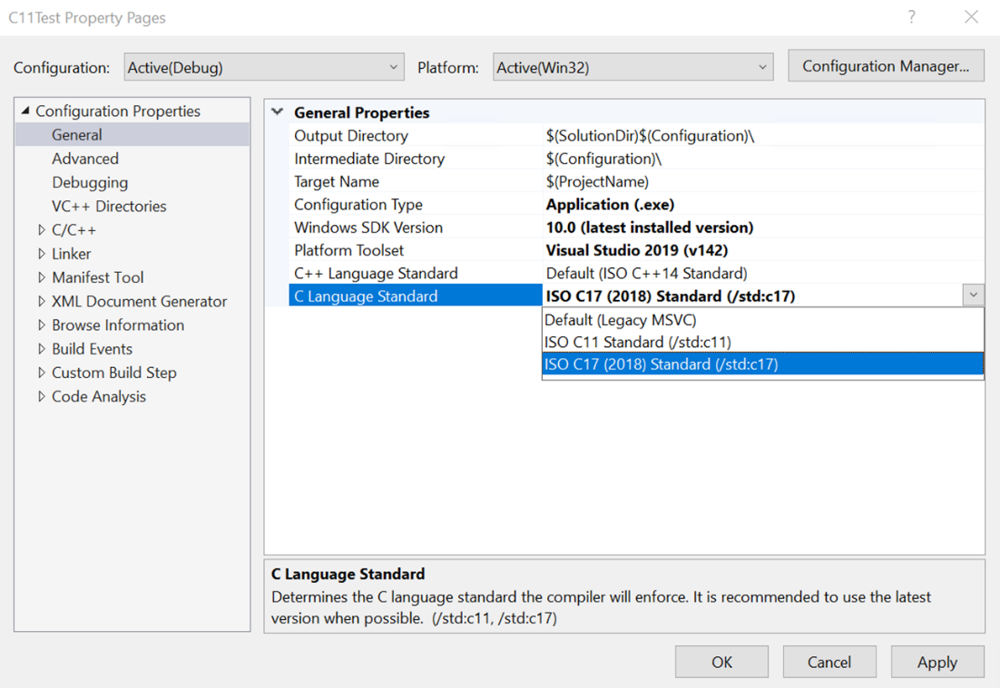 C11Test Property Pages
?
Configuration: Active(Debug) Platform: Active(Win32) Configuration Manager...
Configuration Properties
General
Advanced
Debugging
VC++ Directories
C/C++
Linker
Manifest Tool
XML Document Generator
Browse Information
Build Events
Custom Build Step
Code Analysis
General Properties
Output Directory $(SolutionDir)$(Configuration)\
Intermediate Directory $(Configuration)\
Target Name $(ProjectName)
Configuration Type Application (.exe)
Windows SDK Version 10.0 (latest installed version)
Platform Toolset Visual Studio 2019 (v142)
C++ Language Standard Default (ISO C++14 Standard)
C Language Standard ISO C17 (2018) Standard (/std:c17)
Default (Legacy MSVC)
ISO C11 Standard (/std:c11)
ISO C17 (2018) Standard (/std:c17)
C Language Standard
Determines the C language standard the compiler will enforce. It is recommended to use the latest
version when possible.  (/std:c11, /std:c17)
OK Cancel Apply